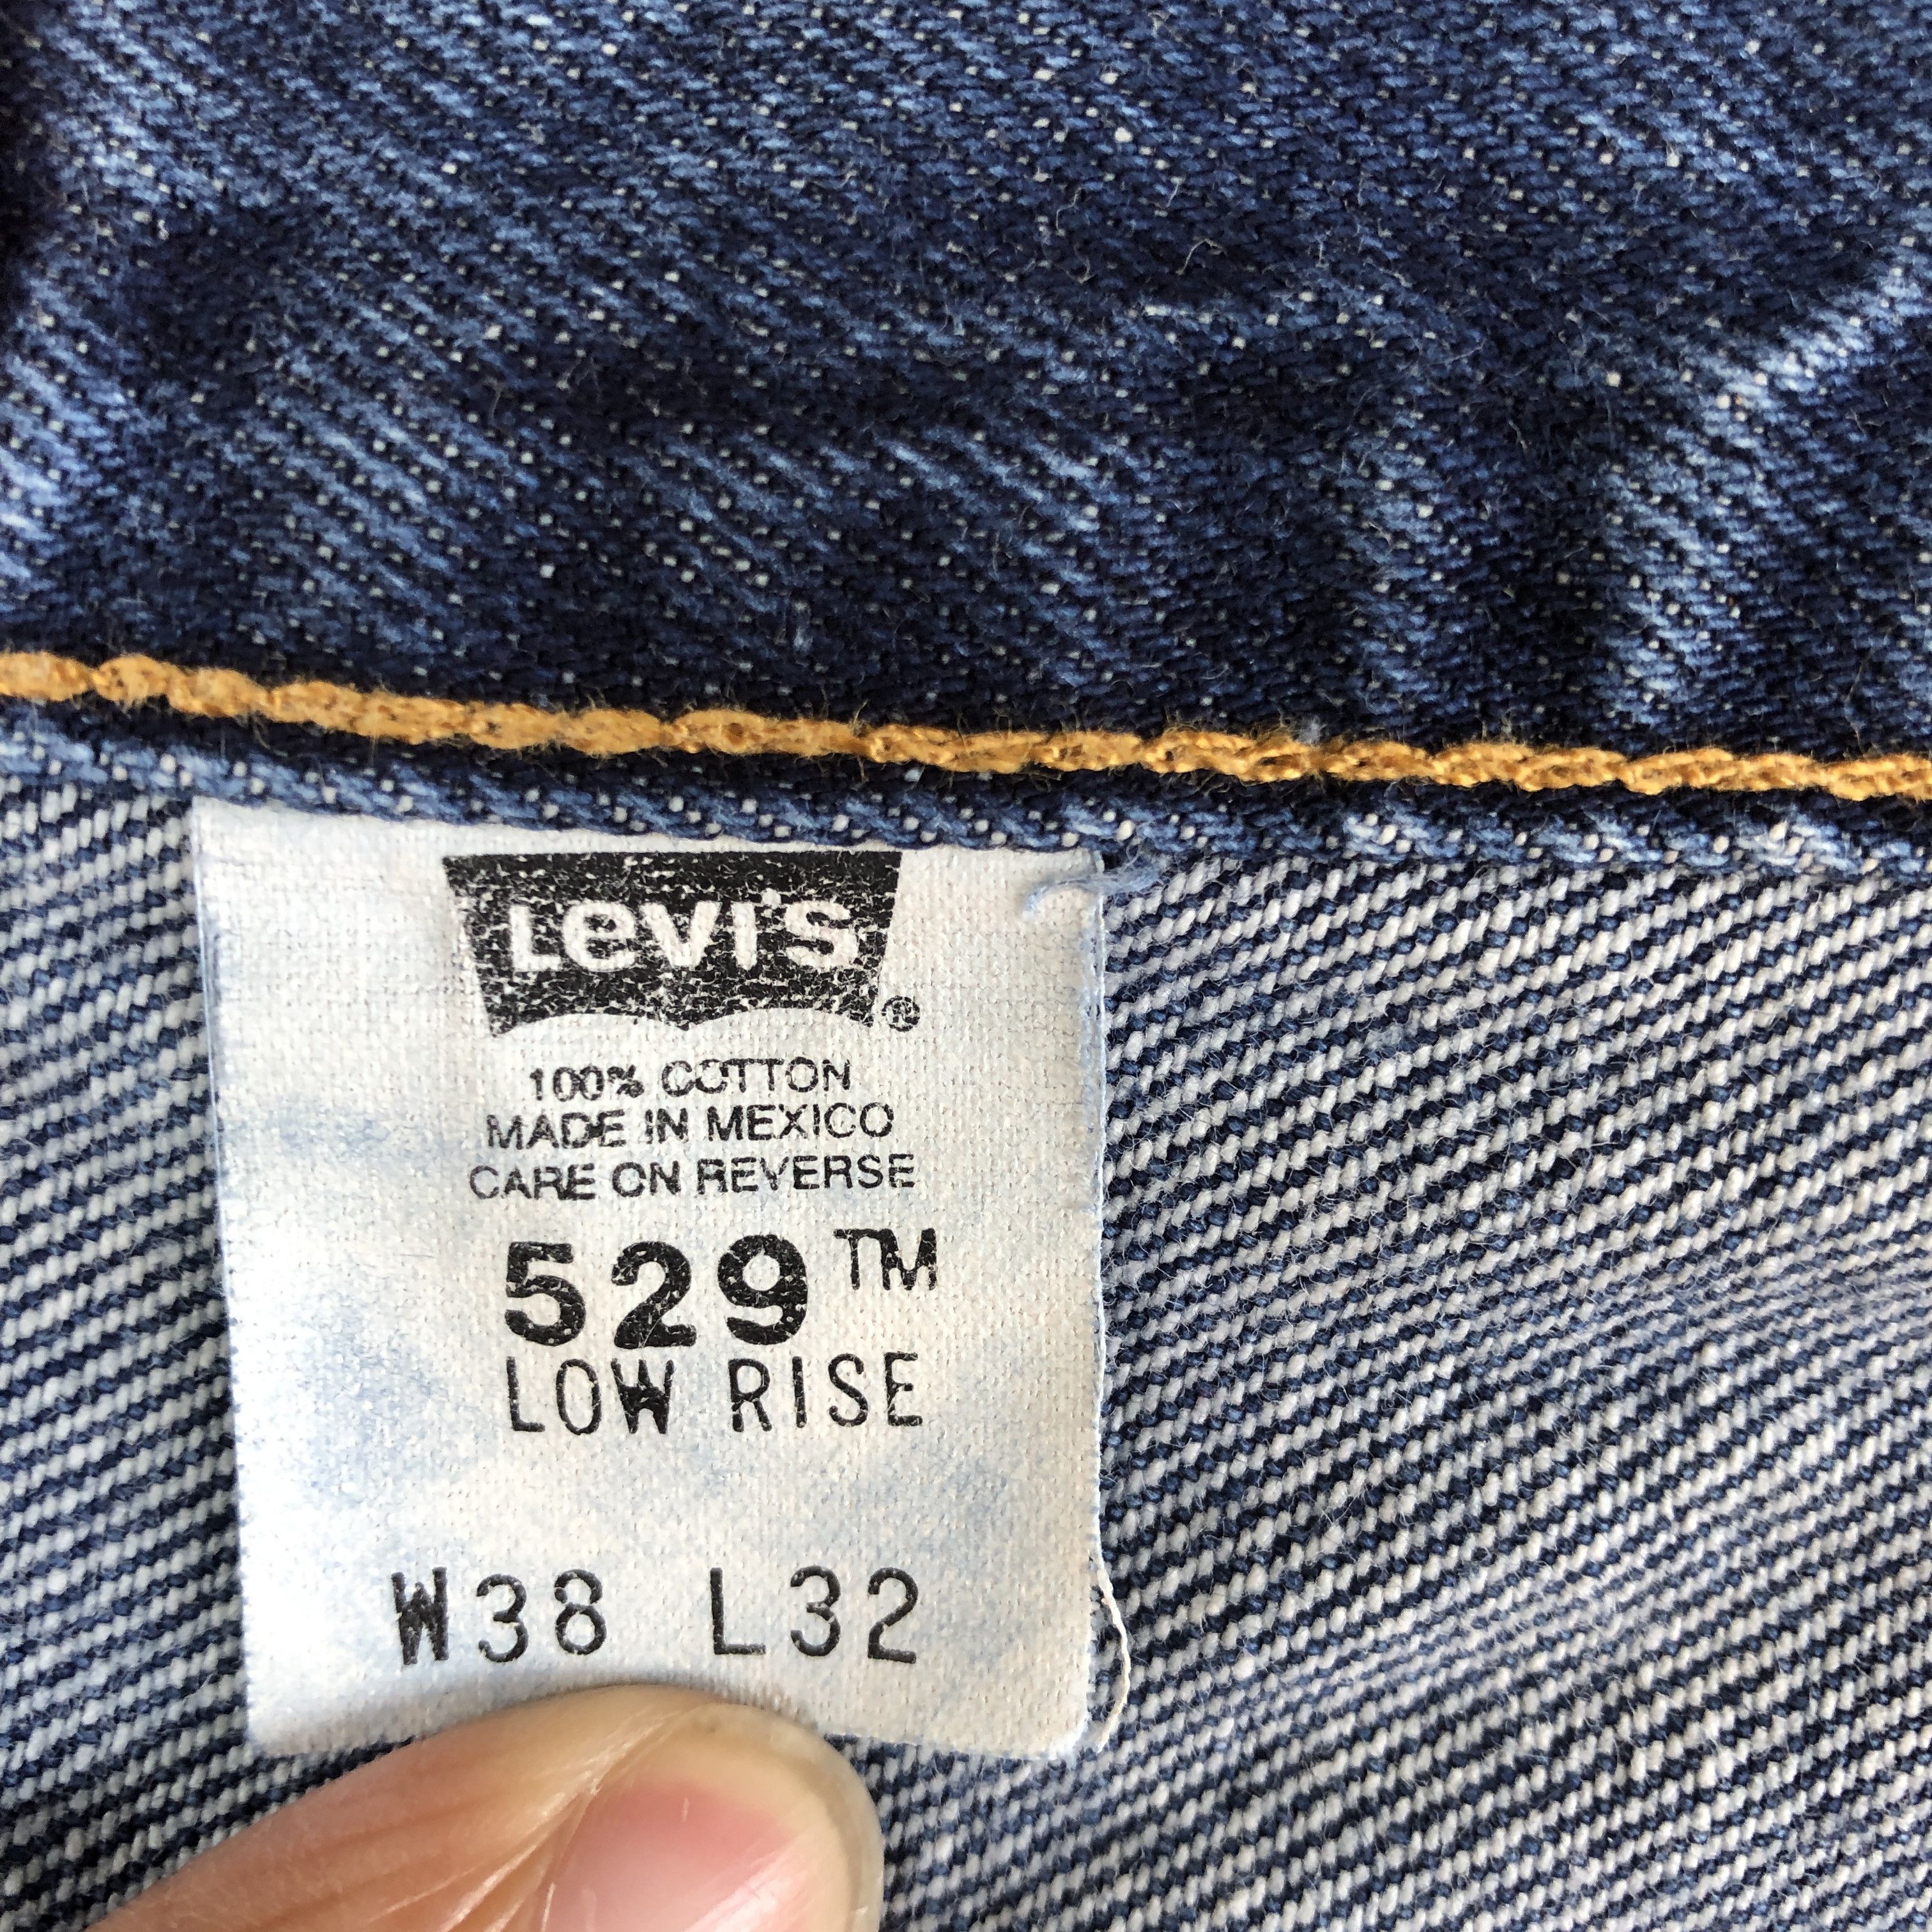 Levi's®
100% COTTON
MADE IN MEXICO
CARE ON REVERSE
529™
LOW RISE
W38 L32